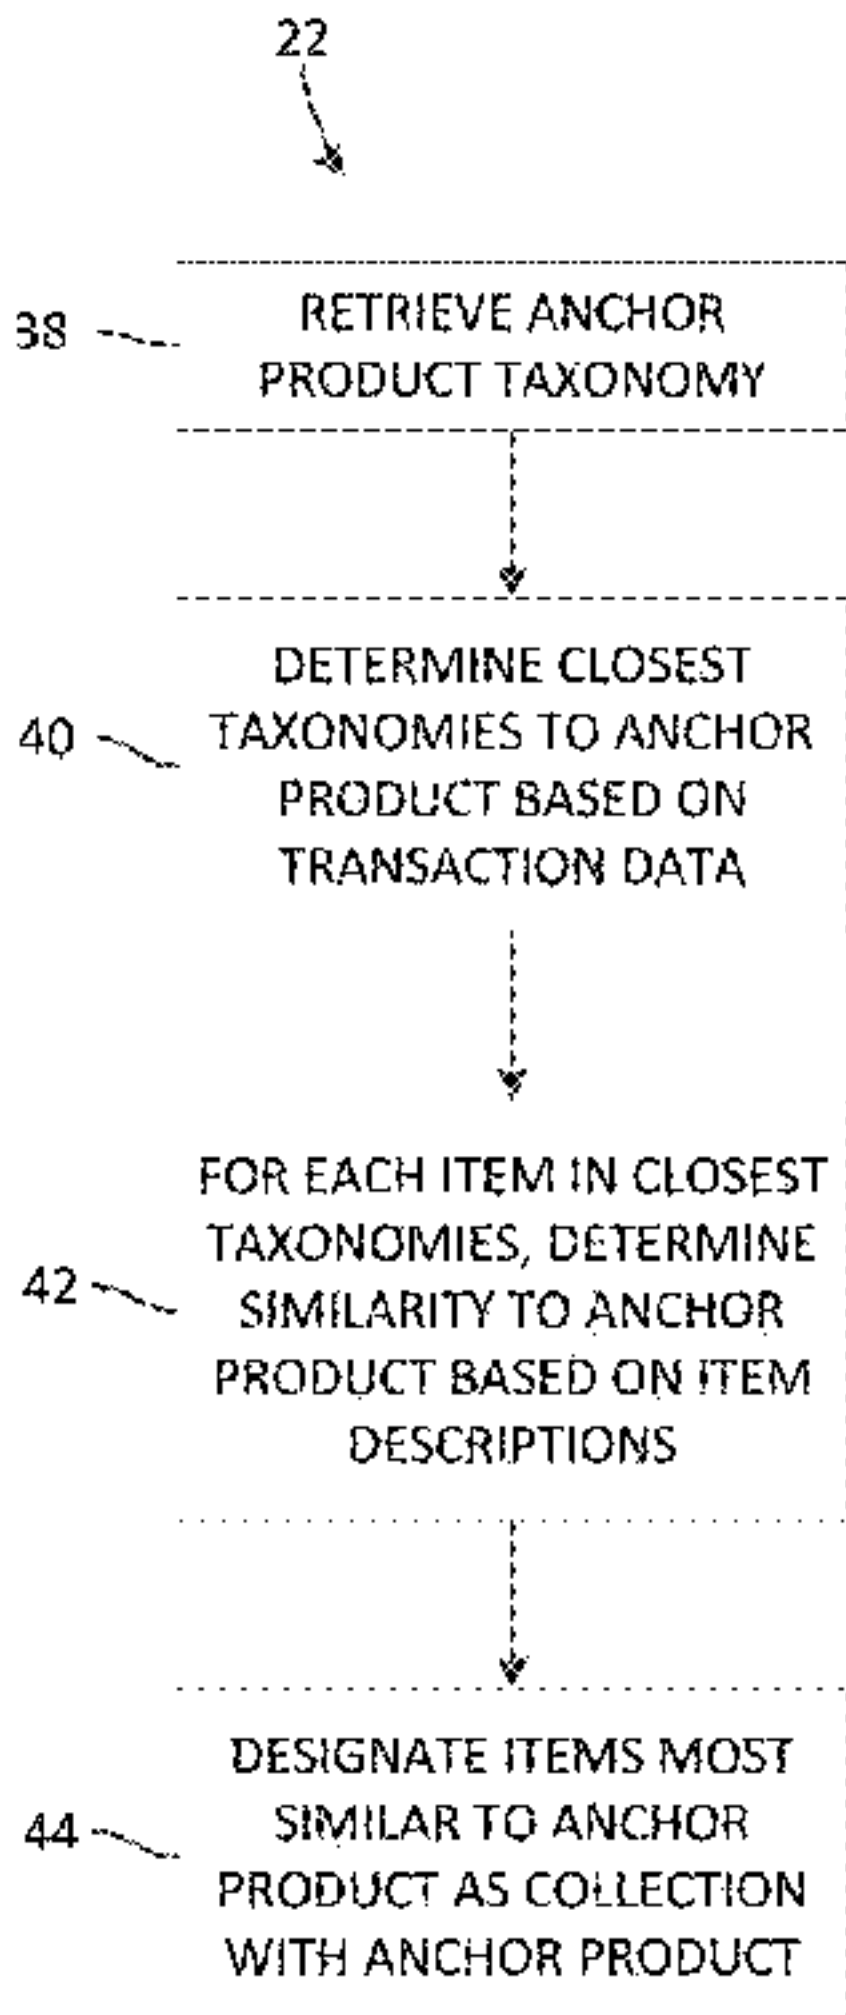 22
38
RETRIEVE ANCHOR
PRODUCT TAXONOMY
40
DETERMINE CLOSEST
TAXONOMIES TO ANCHOR
PRODUCT BASED ON
TRANSACTION DATA
42
FOR EACH ITEM IN CLOSEST
TAXONOMIES, DETERMINE
SIMILARITY TO ANCHOR
PRODUCT BASED ON ITEM
DESCRIPTIONS
44
DESIGNATE ITEMS MOST
SIMILAR TO ANCHOR
PRODUCT AS COLLECTION
WITH ANCHOR PRODUCT